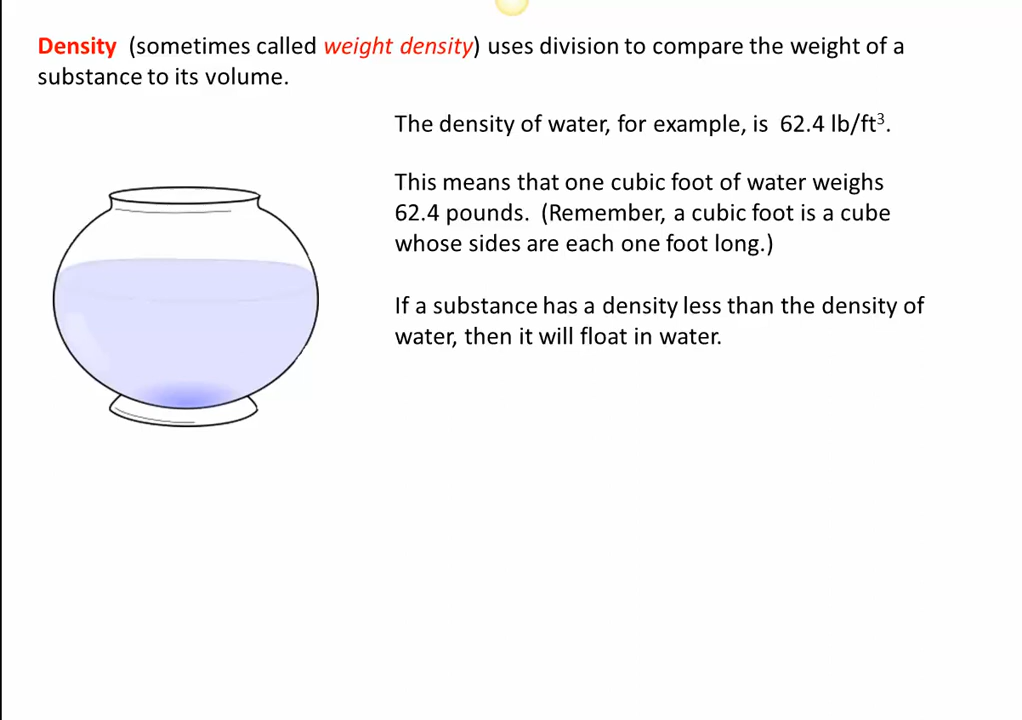 Density (sometimes called weight density) uses division to compare the weight of a
substance to its volume.
The density of water, for example, is 62.4 lb/ft³.
This means that one cubic foot of water weighs
62.4 pounds. (Remember, a cubic foot is a cube
whose sides are each one foot long.)
If a substance has a density less than the density of
water, then it will float in water.